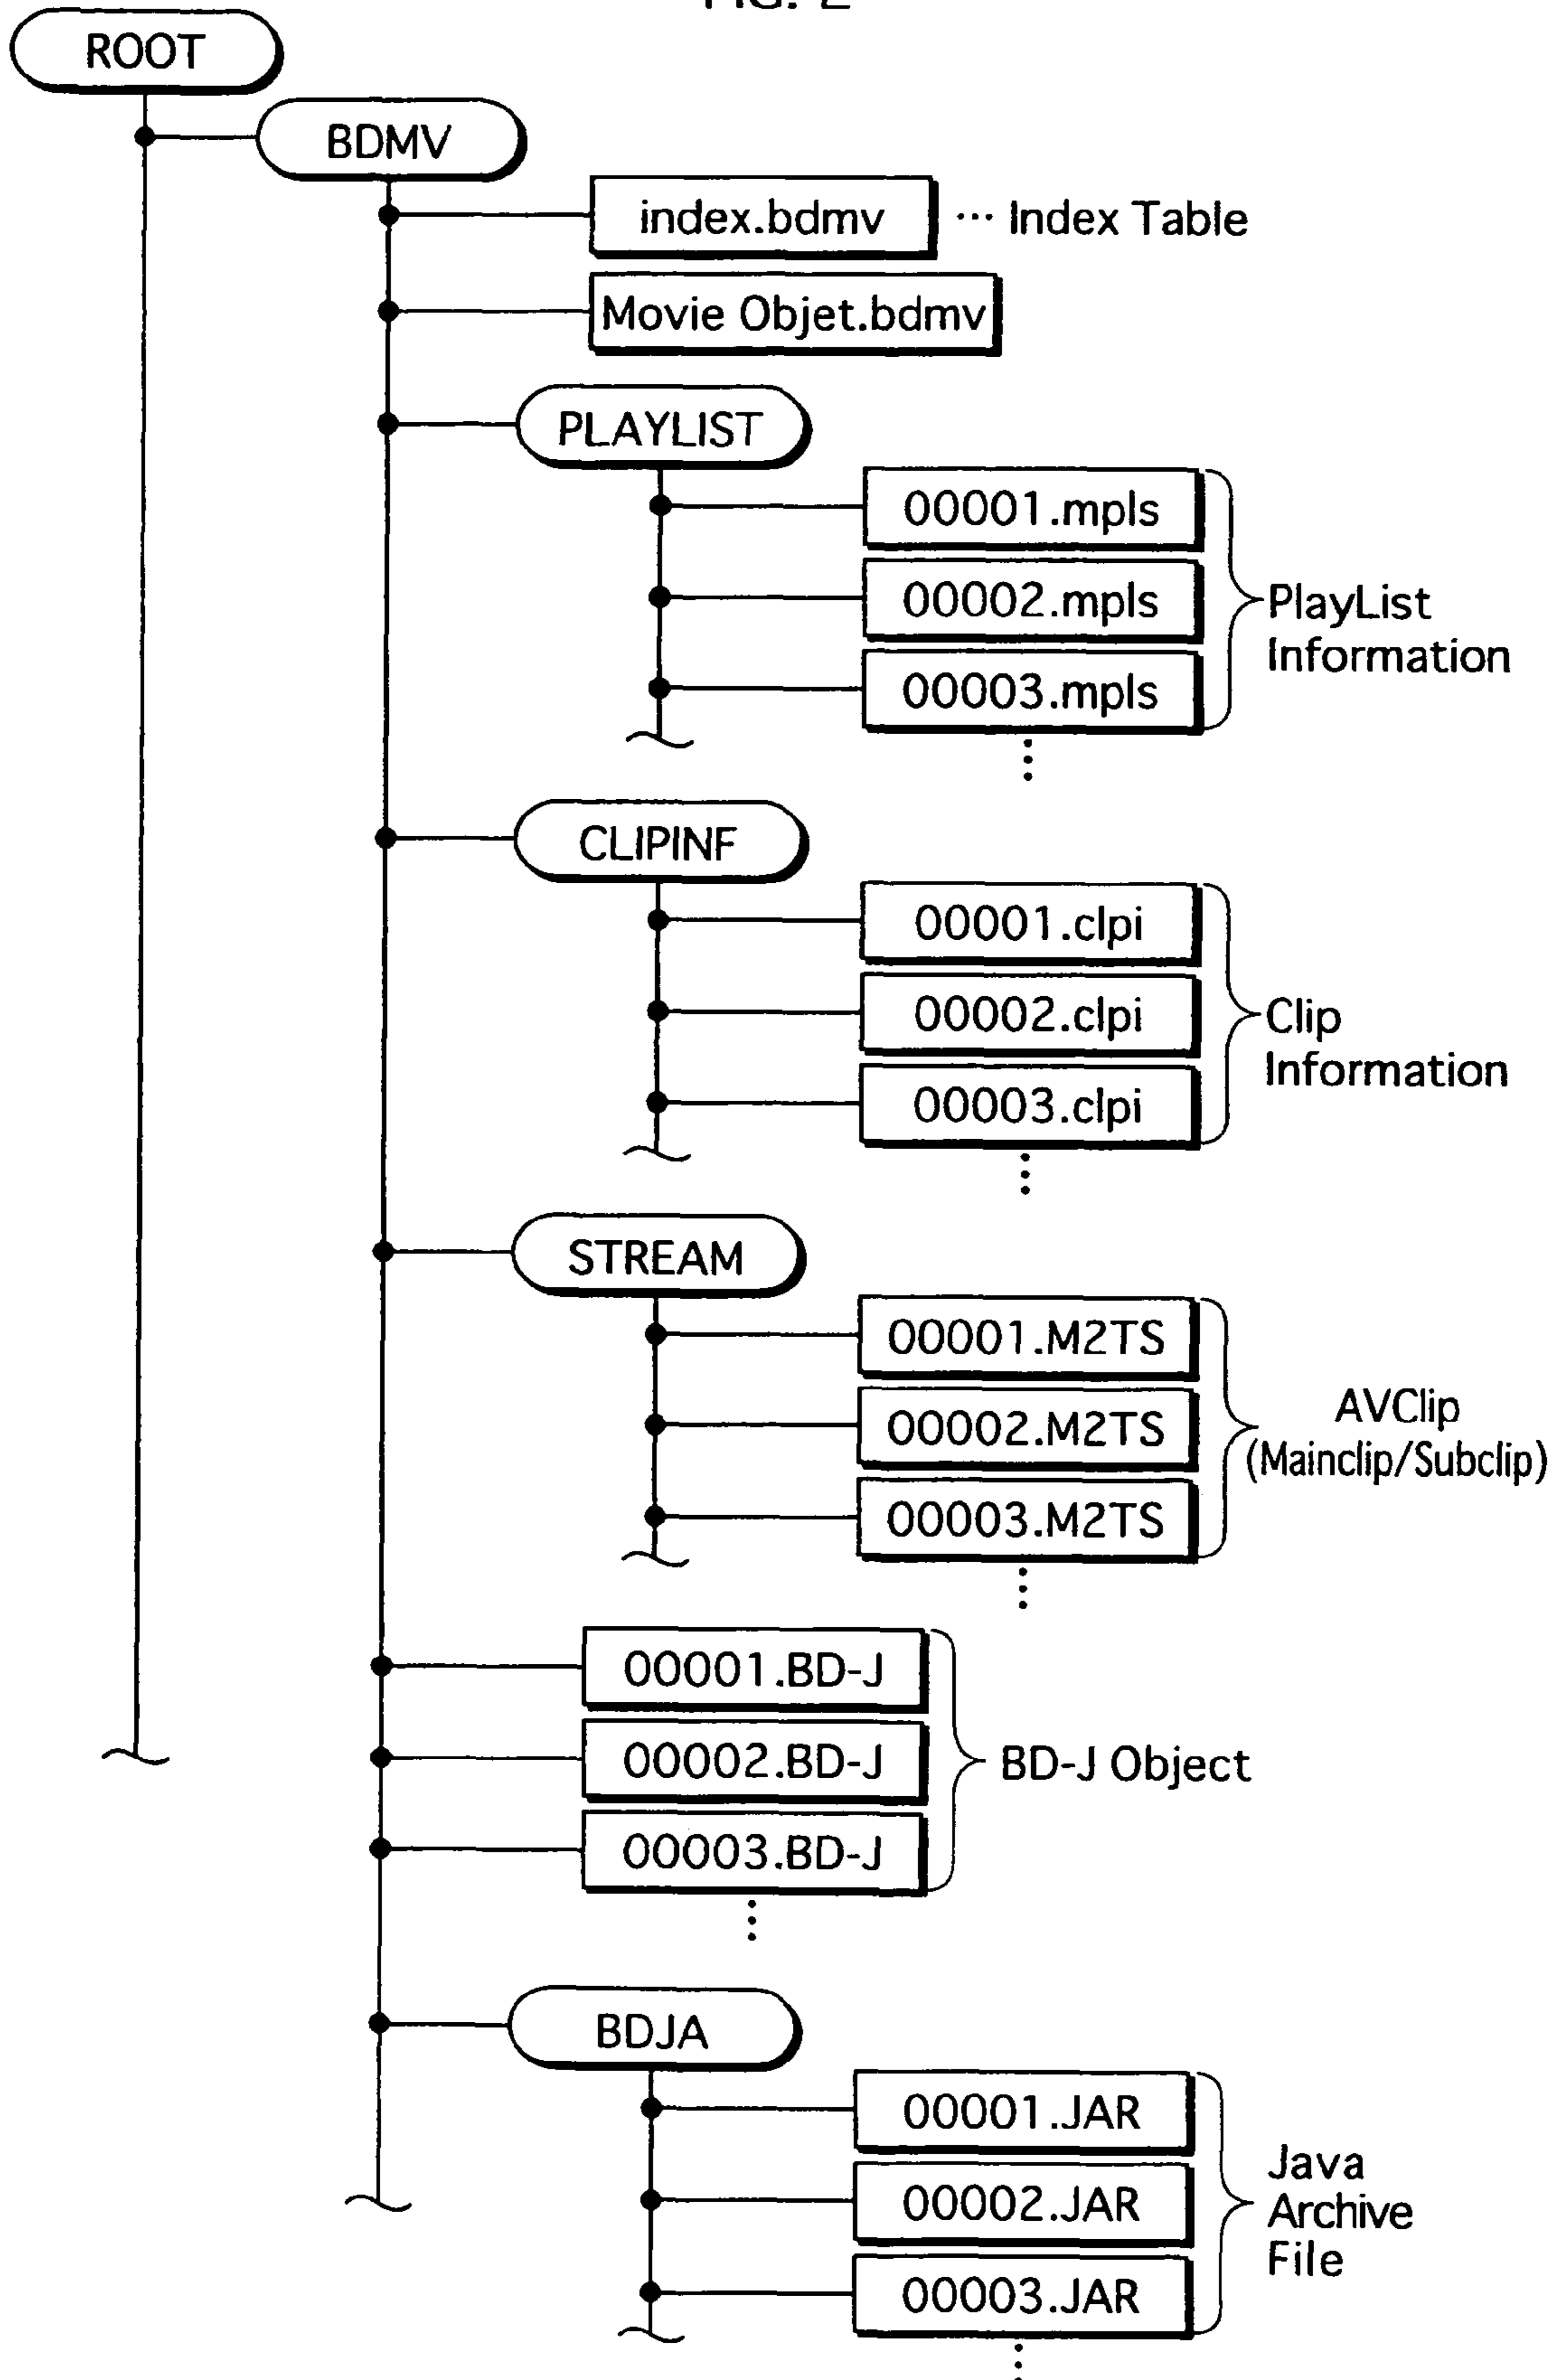 FIG. 2
ROOT
BDMV
index.bdmv ··· Index Table
Movie Objet.bdmv
PLAYLIST
00001.mpls
00002.mpls
00003.mpls
PlayList
Information
CLIPINF
00001.clpi
00002.clpi
00003.clpi
Clip
Information
STREAM
00001.M2TS
00002.M2TS
00003.M2TS
AVClip
(Mainclip/Subclip)
00001.BD-J
00002.BD-J
00003.BD-J
BD-J Object
BDJA
00001.JAR
00002.JAR
00003.JAR
Java
Archive
File